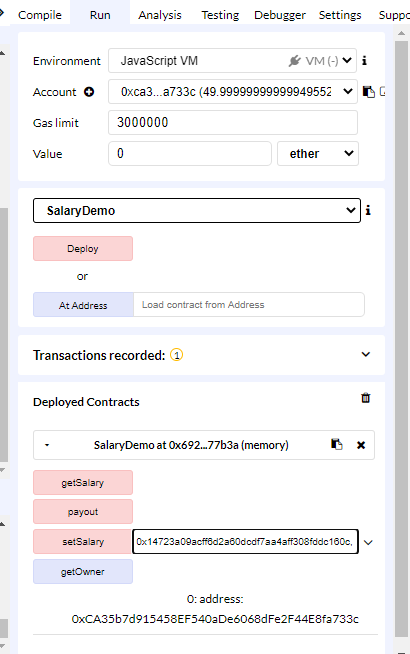 Compile Run Analysis Testing Debugger Settings Suppo
Environment JavaScript VM VM (-) i
Account 0xca3...a733c (49.99999999999949552
Gas limit 3000000
Value 0 ether
SalaryDemo i
Deploy
or
At Address Load contract from Address
Transactions recorded: 1
Deployed Contracts
SalaryDemo at 0x692...77b3a (memory)
getSalary
payout
setSalary 0x14723a09acff6d2a60dcdf7aa4aff308fddc160c,
getOwner
0: address:
0xCA35b7d915458EF540aDe6068dFe2F44E8fa733c